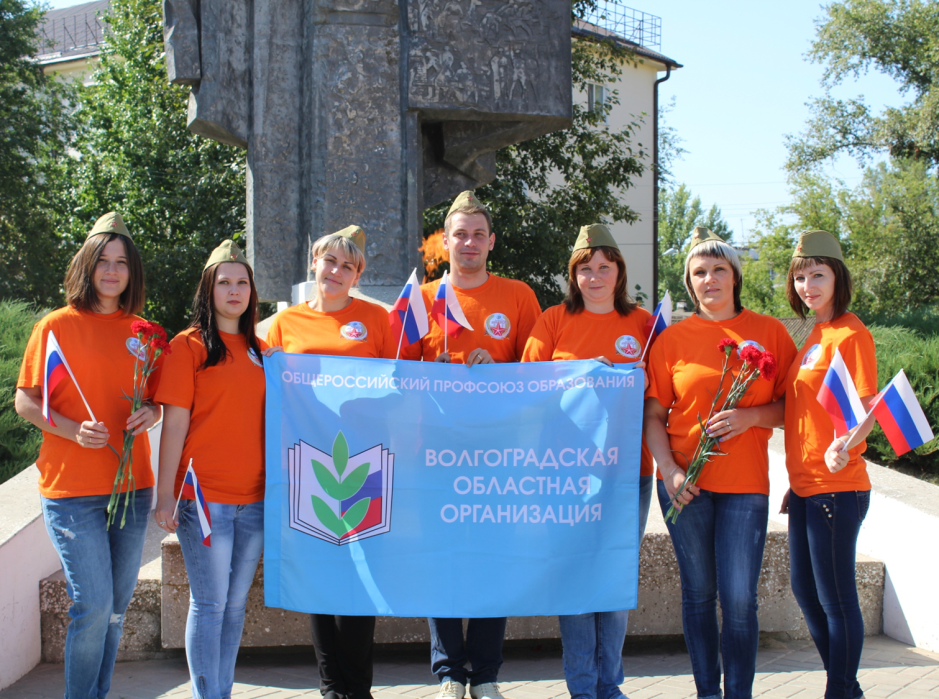 ОБЩЕРОССИЙСКИЙ ПРОФСОЮЗ ОБРАЗОВАНИЯ
ВОЛГОГРАДСКАЯ
ОБЛАСТНАЯ
ОРГАНИЗАЦИЯ